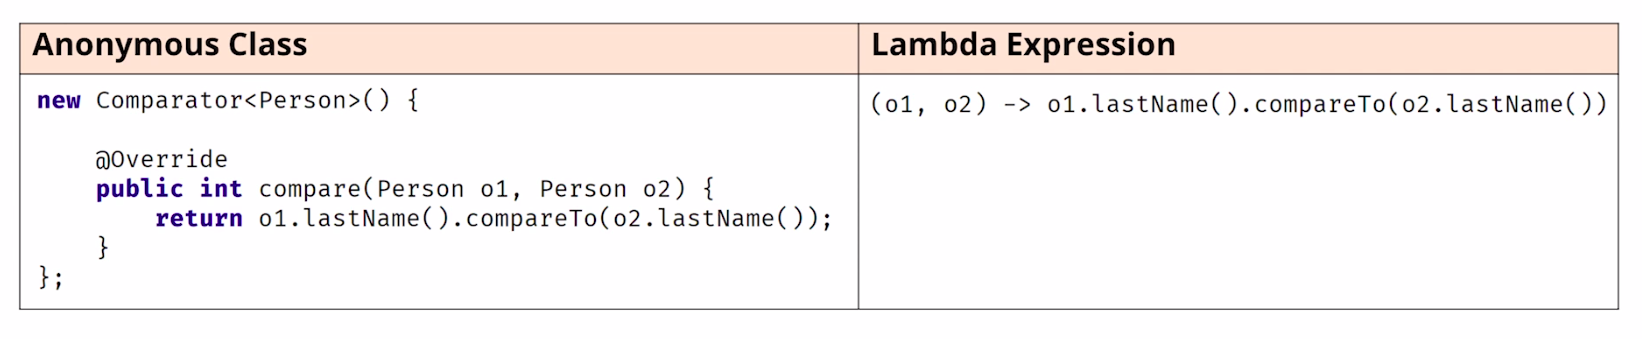 Anonymous Class
Lambda Expression
new Comparator<Person>() {
@Override
public int compare(Person o1, Person o2) {
return o1.lastName().compareTo(o2.lastName());
}
};
(o1, o2) -> o1.lastName().compareTo(o2.lastName())